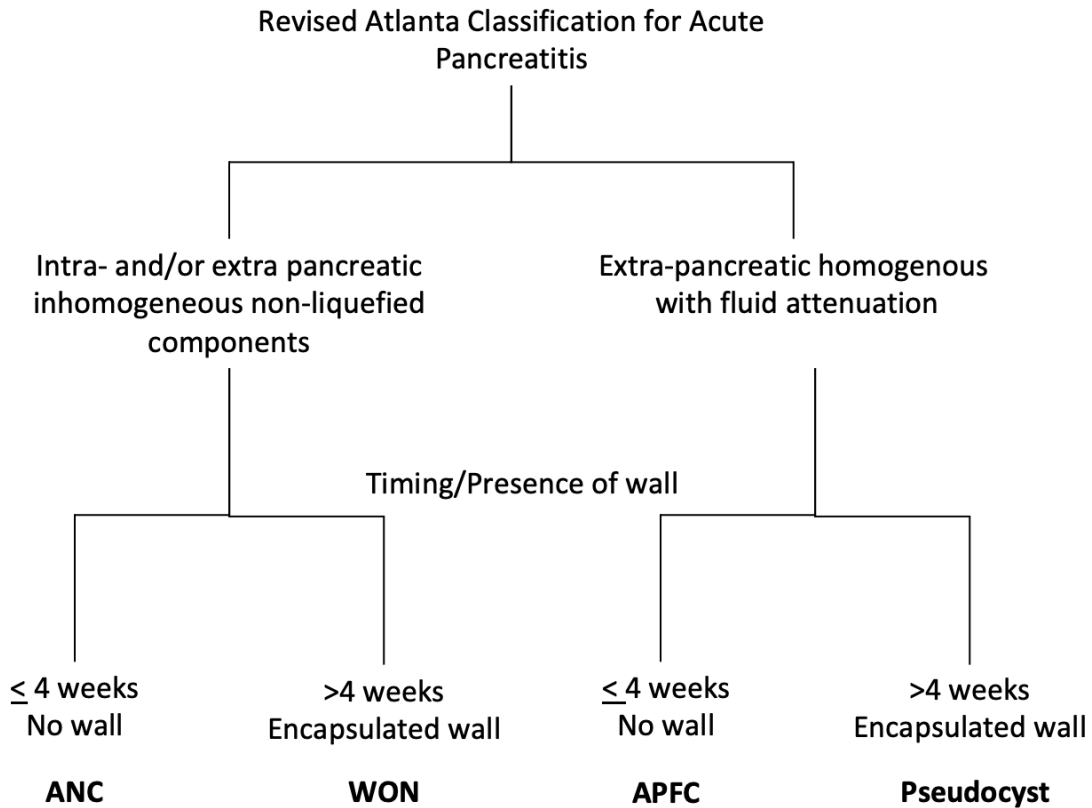 Revised Atlanta Classification for Acute
Pancreatitis
Intra- and/or extra pancreatic
inhomogeneous non-liquefied
components
Extra-pancreatic homogenous
with fluid attenuation
Timing/Presence of wall
≤ 4 weeks
No wall
ANC
>4 weeks
Encapsulated wall
WON
≤ 4 weeks
No wall
APFC
>4 weeks
Encapsulated wall
Pseudocyst